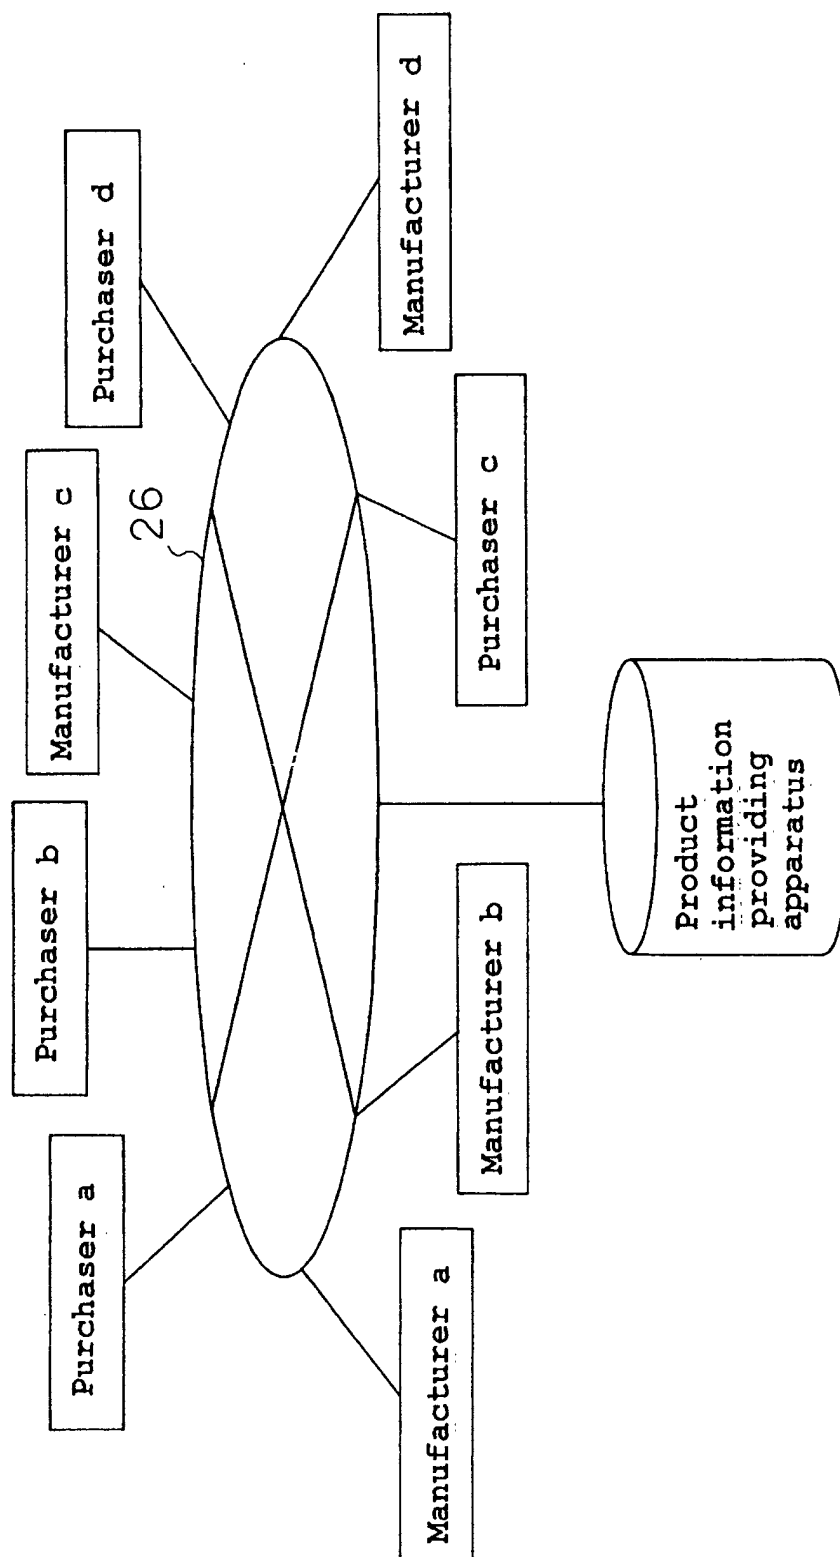 Purchaser a
Purchaser b
Manufacturer c
Purchaser d
26
Manufacturer a
Manufacturer b
Purchaser c
Manufacturer d
Product
information
providing
apparatus